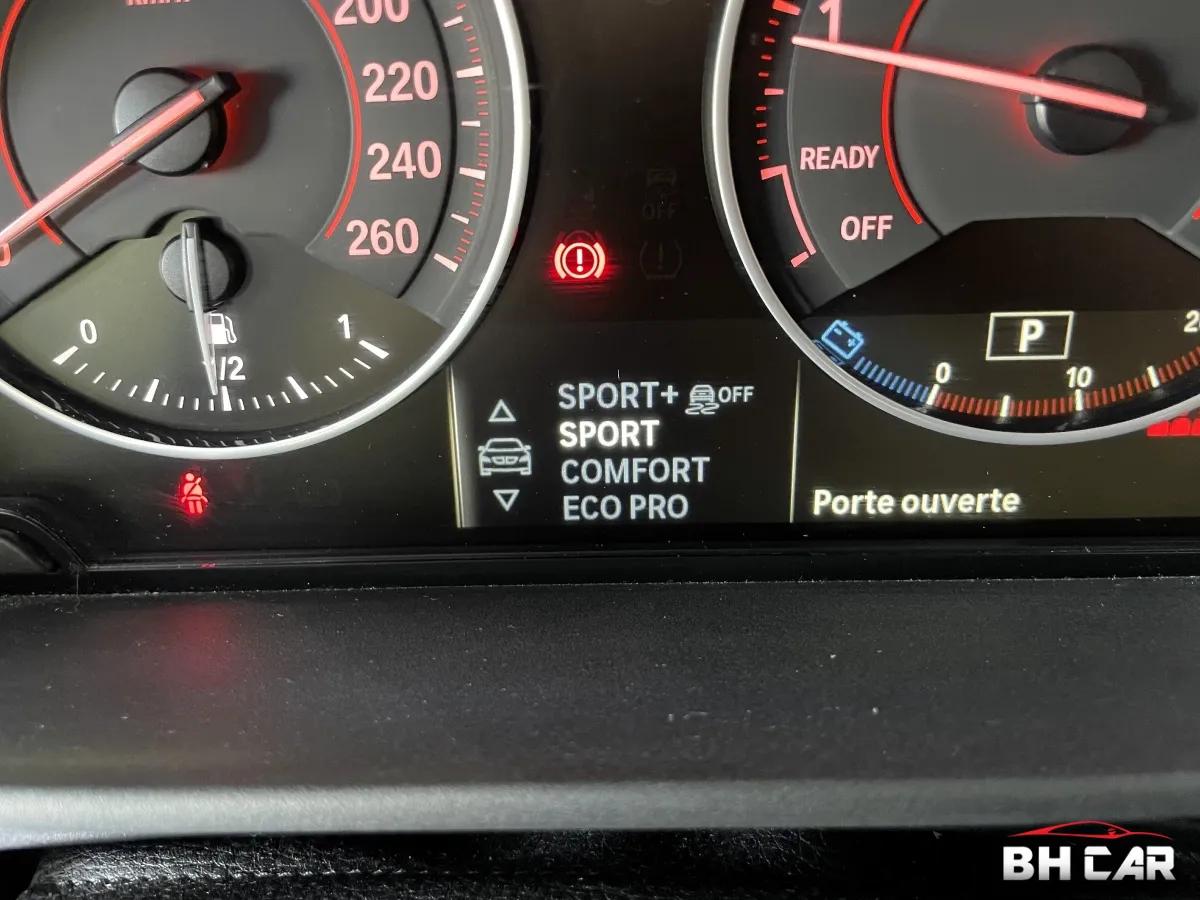 200
220
240
260
0
1/2
1
1
READY
OFF
OFF
P
0
10
SPORT+ OFF
SPORT
COMFORT
ECO PRO
Porte ouverte
BH CAR